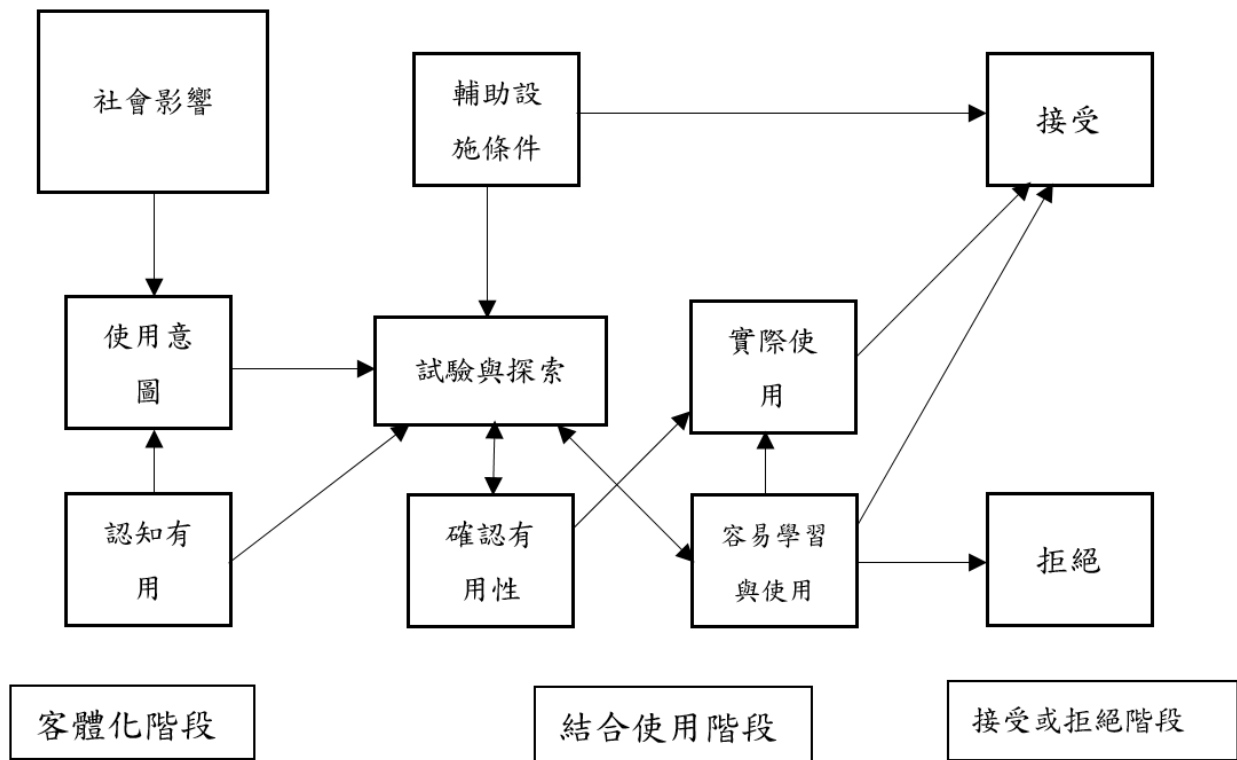 社會影響
輔助設
施條件
接受
使用意
圖
試驗與探索
實際使
用
認知有
用
確認有
用性
容易學習
與使用
拒絕
客體化階段
結合使用階段
接受或拒絕階段